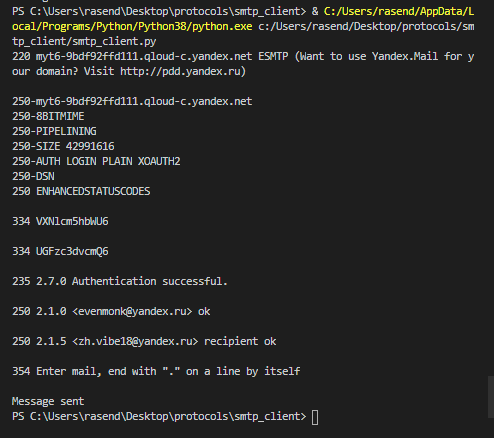 PS C:\Users\rasend\Desktop\protocols\smtp_client> & C:/Users/rasend/AppData/L
ocal/Programs/Python/Python38/python.exe c:/Users/rasend/Desktop/protocols/sm
tp_client/smtp_client.py
220 myt6-9bdf92ffd111.qloud-c.yandex.net ESMTP (Want to use Yandex.Mail for y
our domain? Visit http://pdd.yandex.ru)
250-myt6-9bdf92ffd111.qloud-c.yandex.net
250-8BITMIME
250-PIPELINING
250-SIZE 42991616
250-AUTH LOGIN PLAIN XOAUTH2
250-DSN
250 ENHANCEDSTATUSCODES
334 VXNlcm5hbWU6
334 UGFzc3dvcmQ6
235 2.7.0 Authentication successful.
250 2.1.0 <evenmonk@yandex.ru> ok
250 2.1.5 <zh.vibe18@yandex.ru> recipient ok
354 Enter mail, end with "." on a line by itself
Message sent
PS C:\Users\rasend\Desktop\protocols\smtp_client>